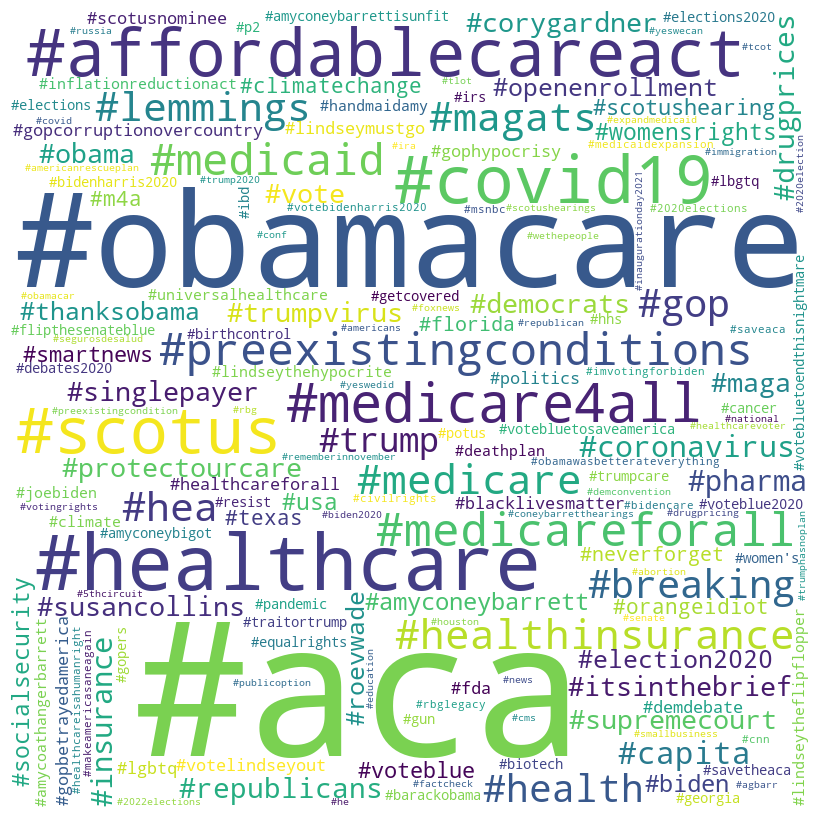 #scotusnominee
#p2
#amyconeybarrettisunfit
#corygardner
#elections2020
#russia
#yeswecan
#affordablecareact
#tcot
#inflationreductionact
#climatechange
#tlot
#openenrollment
#drugprices
#elections
#lemmings
#handmaidamy
#irs
#magats
#scotushearing
#covid
#expandmedicaid
#gopcorruptionovercountry
#lindseymustgo
#womensrights
#obama
#medicaid
#ira
#gophypocrisy
#medicaidexpansion
#immigration
#americanrescueplan
#bidenharris2020
#trump2020
#covid19
#lbgtq
#2020election
#m4a
#ibd
#vote
#votebidenharris2020
#msnbc
#scotushearings
#inaugurationday2021
#2020elections
#obamacare
#conf
#wethepeople
#obamacar
#universalhealthcare
#getcovered
#thanksobama
#trumpvirus
#foxnews
#democrats
#gop
#flipthesenateblue
#birthcontrol
#americans
#florida
#republican
#hhs
#saveaca
#segurosdesalud
#smartnews
#preexistingconditions
#debates2020
#lindseythehypocrite
#yeswedid
#politics
#imvotingforbiden
#maga
#votebluetoendthisnightmare
#singlepayer
#medicare4all
#cancer
#preexistingcondition
#rbg
#national
#scotus
#trump
#potus
#votebluetosaveamerica
#healthcarevoter
#rememberinnovember
#deathplan
#coronavirus
#protectourcare
#obamawasbetterateverything
#joebiden
#healthcareforall
#medicare
#trumpcare
#pharma
#votingrights
#hea
#resist
#usa
#civilrights
#blacklivesmatter
#demconvention
#bidencare
#drugpricing
#voteblue2020
#climate
#amyconeybigot
#texas
#biden2020
#medicareforall
#coneybarretthearings
#neverforget
#trumphasnoplan
#healthcare
#women's
#abortion
#breaking
#5thcircuit
#socialsecurity
#susancollins
#pandemic
#roevwade
#amyconeybarrett
#orangeidiot
#traitortrump
#houston
#senate
#amycoathangerbarrett
#gopbetrayedamerica
#healthcareisahumanright
#makeamericasaneagain
#insurance
#gopers
#equalrights
#healthinsurance
#lindseytheflipflopper
#aca
#publicoption
#education
#fda
#news
#election2020
#rbglegacy
#cms
#itsinthebrief
#gun
#demdebate
#supremecourt
#smallbusiness
#cnn
#lgbtq
#votelindseyout
#voteblue
#biotech
#capita
#savetheaca
#republicans
#factcheck
#health
#biden
#agbarr
#2022elections
#he
#barackobama
#georgia